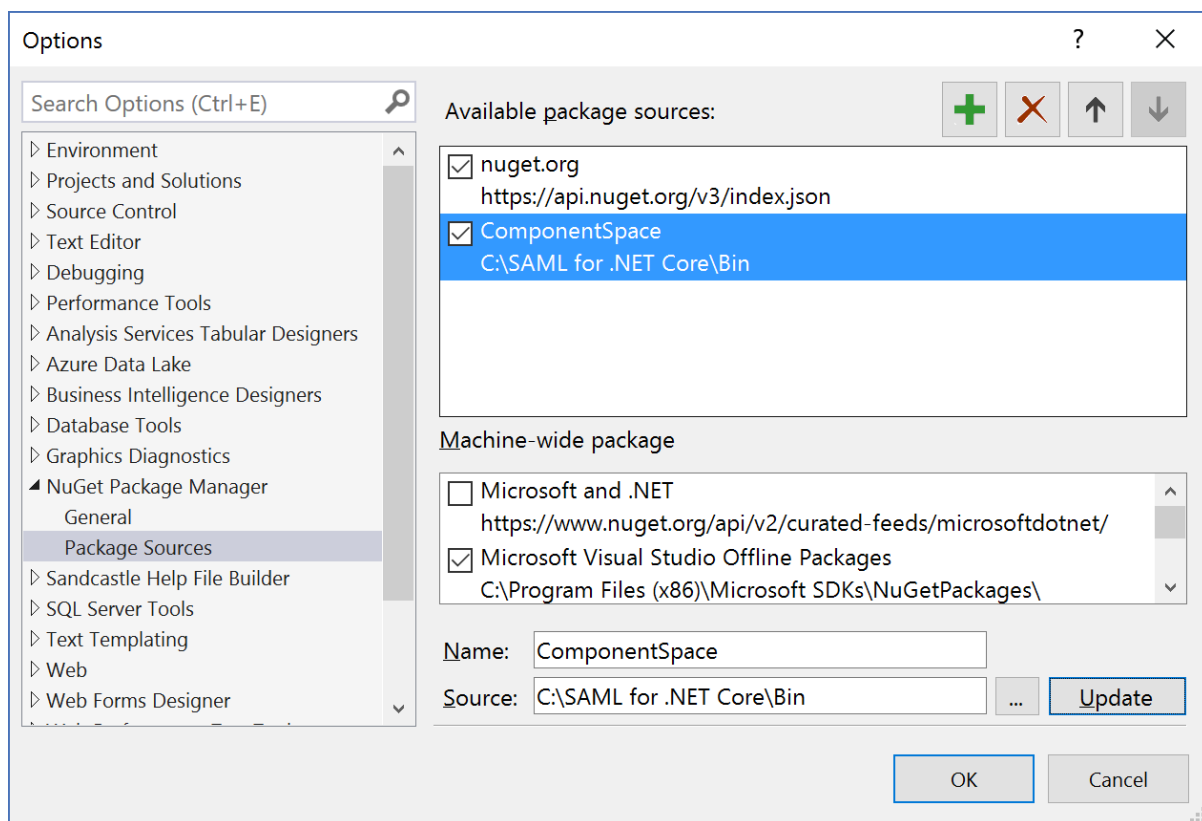 Options
?
Search Options (Ctrl+E)
Environment
Projects and Solutions
Source Control
Text Editor
Debugging
Performance Tools
Analysis Services Tabular Designers
Azure Data Lake
Business Intelligence Designers
Database Tools
Graphics Diagnostics
NuGet Package Manager
General
Package Sources
Sandcastle Help File Builder
SQL Server Tools
Text Templating
Web
Web Forms Designer
Available package sources:
nuget.org
https://api.nuget.org/v3/index.json
ComponentSpace
C:\SAML for .NET Core\Bin
Machine-wide package
Microsoft and .NET
https://www.nuget.org/api/v2/curated-feeds/microsoftdotnet/
Microsoft Visual Studio Offline Packages
C:\Program Files (x86)\Microsoft SDKs\NuGetPackages\
Name: ComponentSpace
Source: C:\SAML for .NET Core\Bin ... Update
OK Cancel